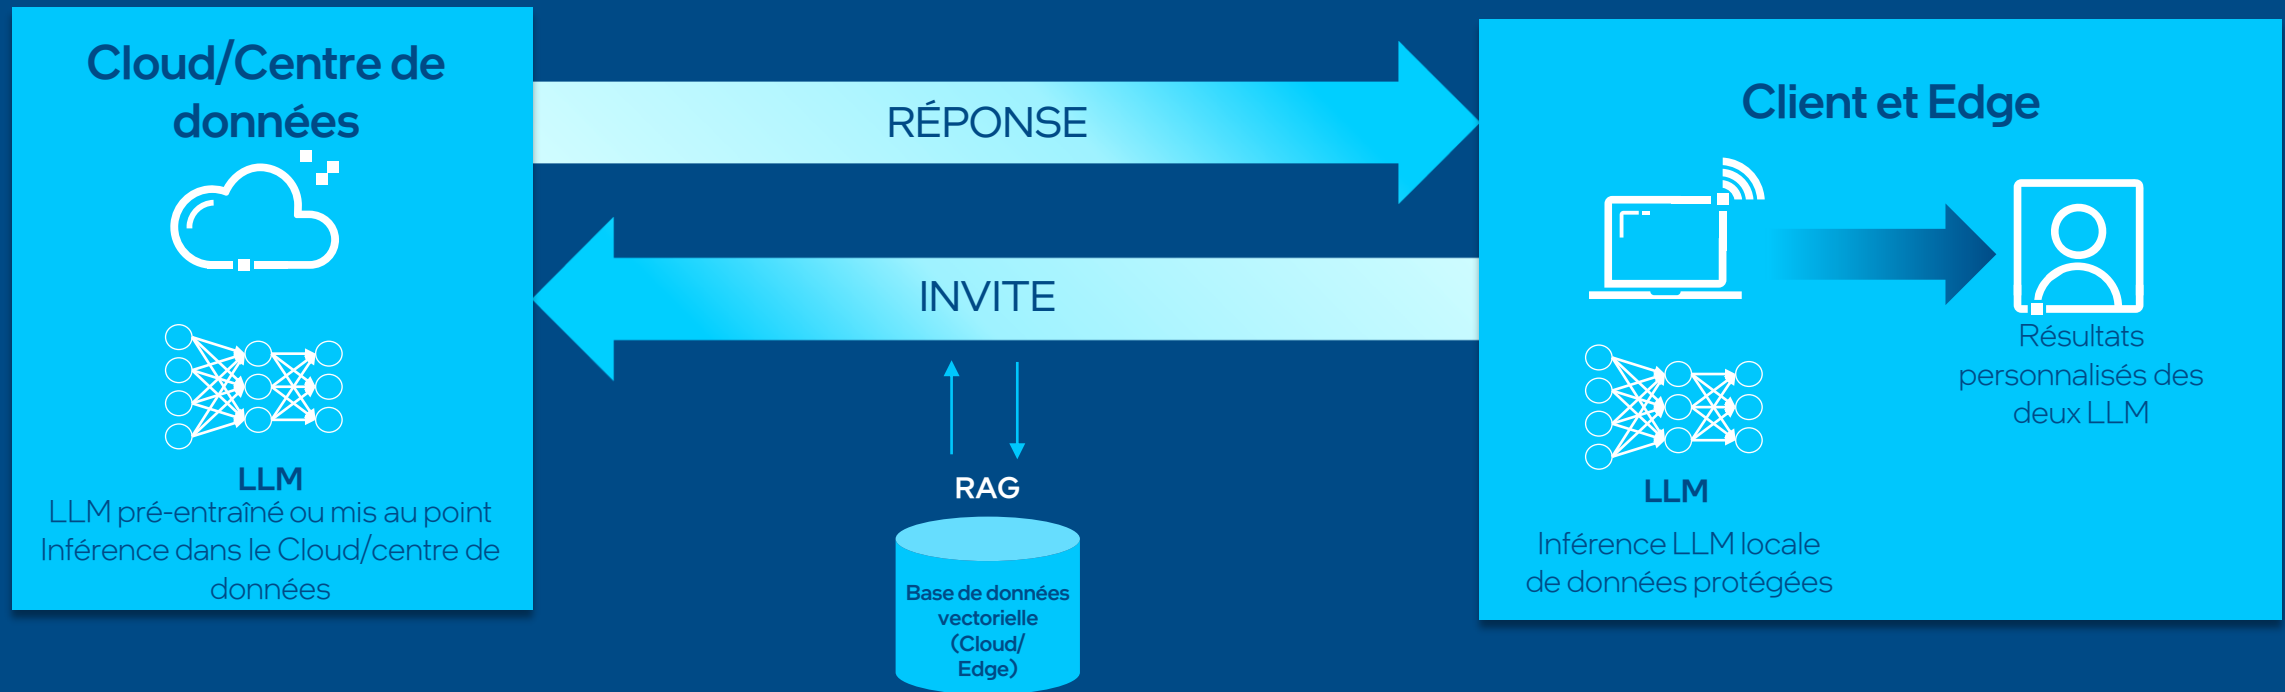 Cloud/Centre de
données
LLM
LLM pré-entraîné ou mis au point
Inférence dans le Cloud/centre de
données
RÉPONSE
INVITE
RAG
Base de données
vectorielle
(Cloud/
Edge)
Client et Edge
LLM
Inférence LLM locale
de données protégées
Résultats
personnalisés des
deux LLM